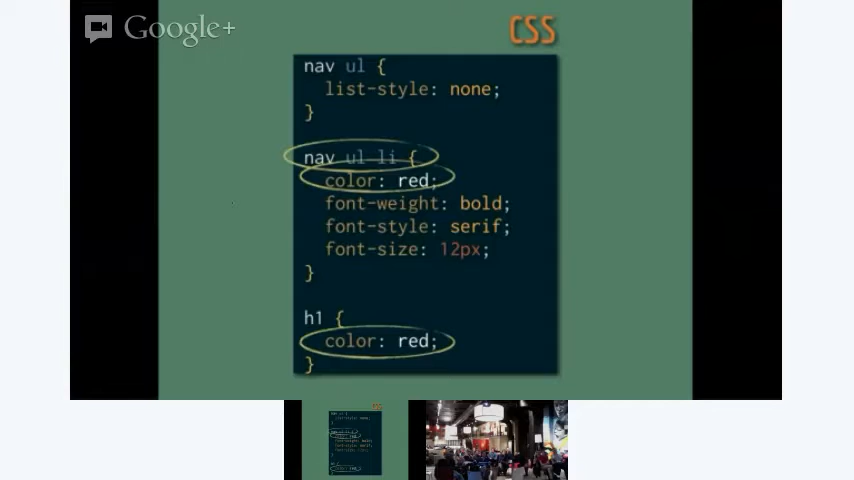 Google+
CSS
nav ul {
list-style: none;
}
nav ul li {
color: red;
font-weight: bold;
font-style: serif;
font-size: 12px;
}
h1 {
color: red;
}